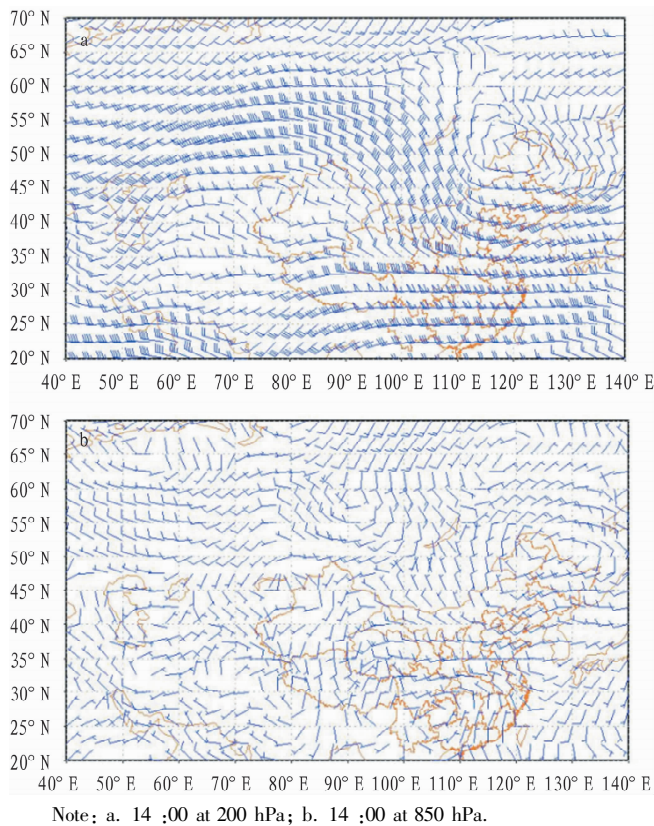 70° N
a
65° N
60° N
55° N
50° N
45° N
40° N
35° N
30° N
25° N
20° N
40° E 50° E 60° E 70° E 80° E 90° E 100° E 110° E 120° E 130° E 140° E
70° N
b
65° N
60° N
55° N
50° N
45° N
40° N
35° N
30° N
25° N
20° N
40° E 50° E 60° E 70° E 80° E 90° E 100° E 110° E 120° E 130° E 140° E
Note: a. 14 :00 at 200 hPa; b. 14 :00 at 850 hPa.